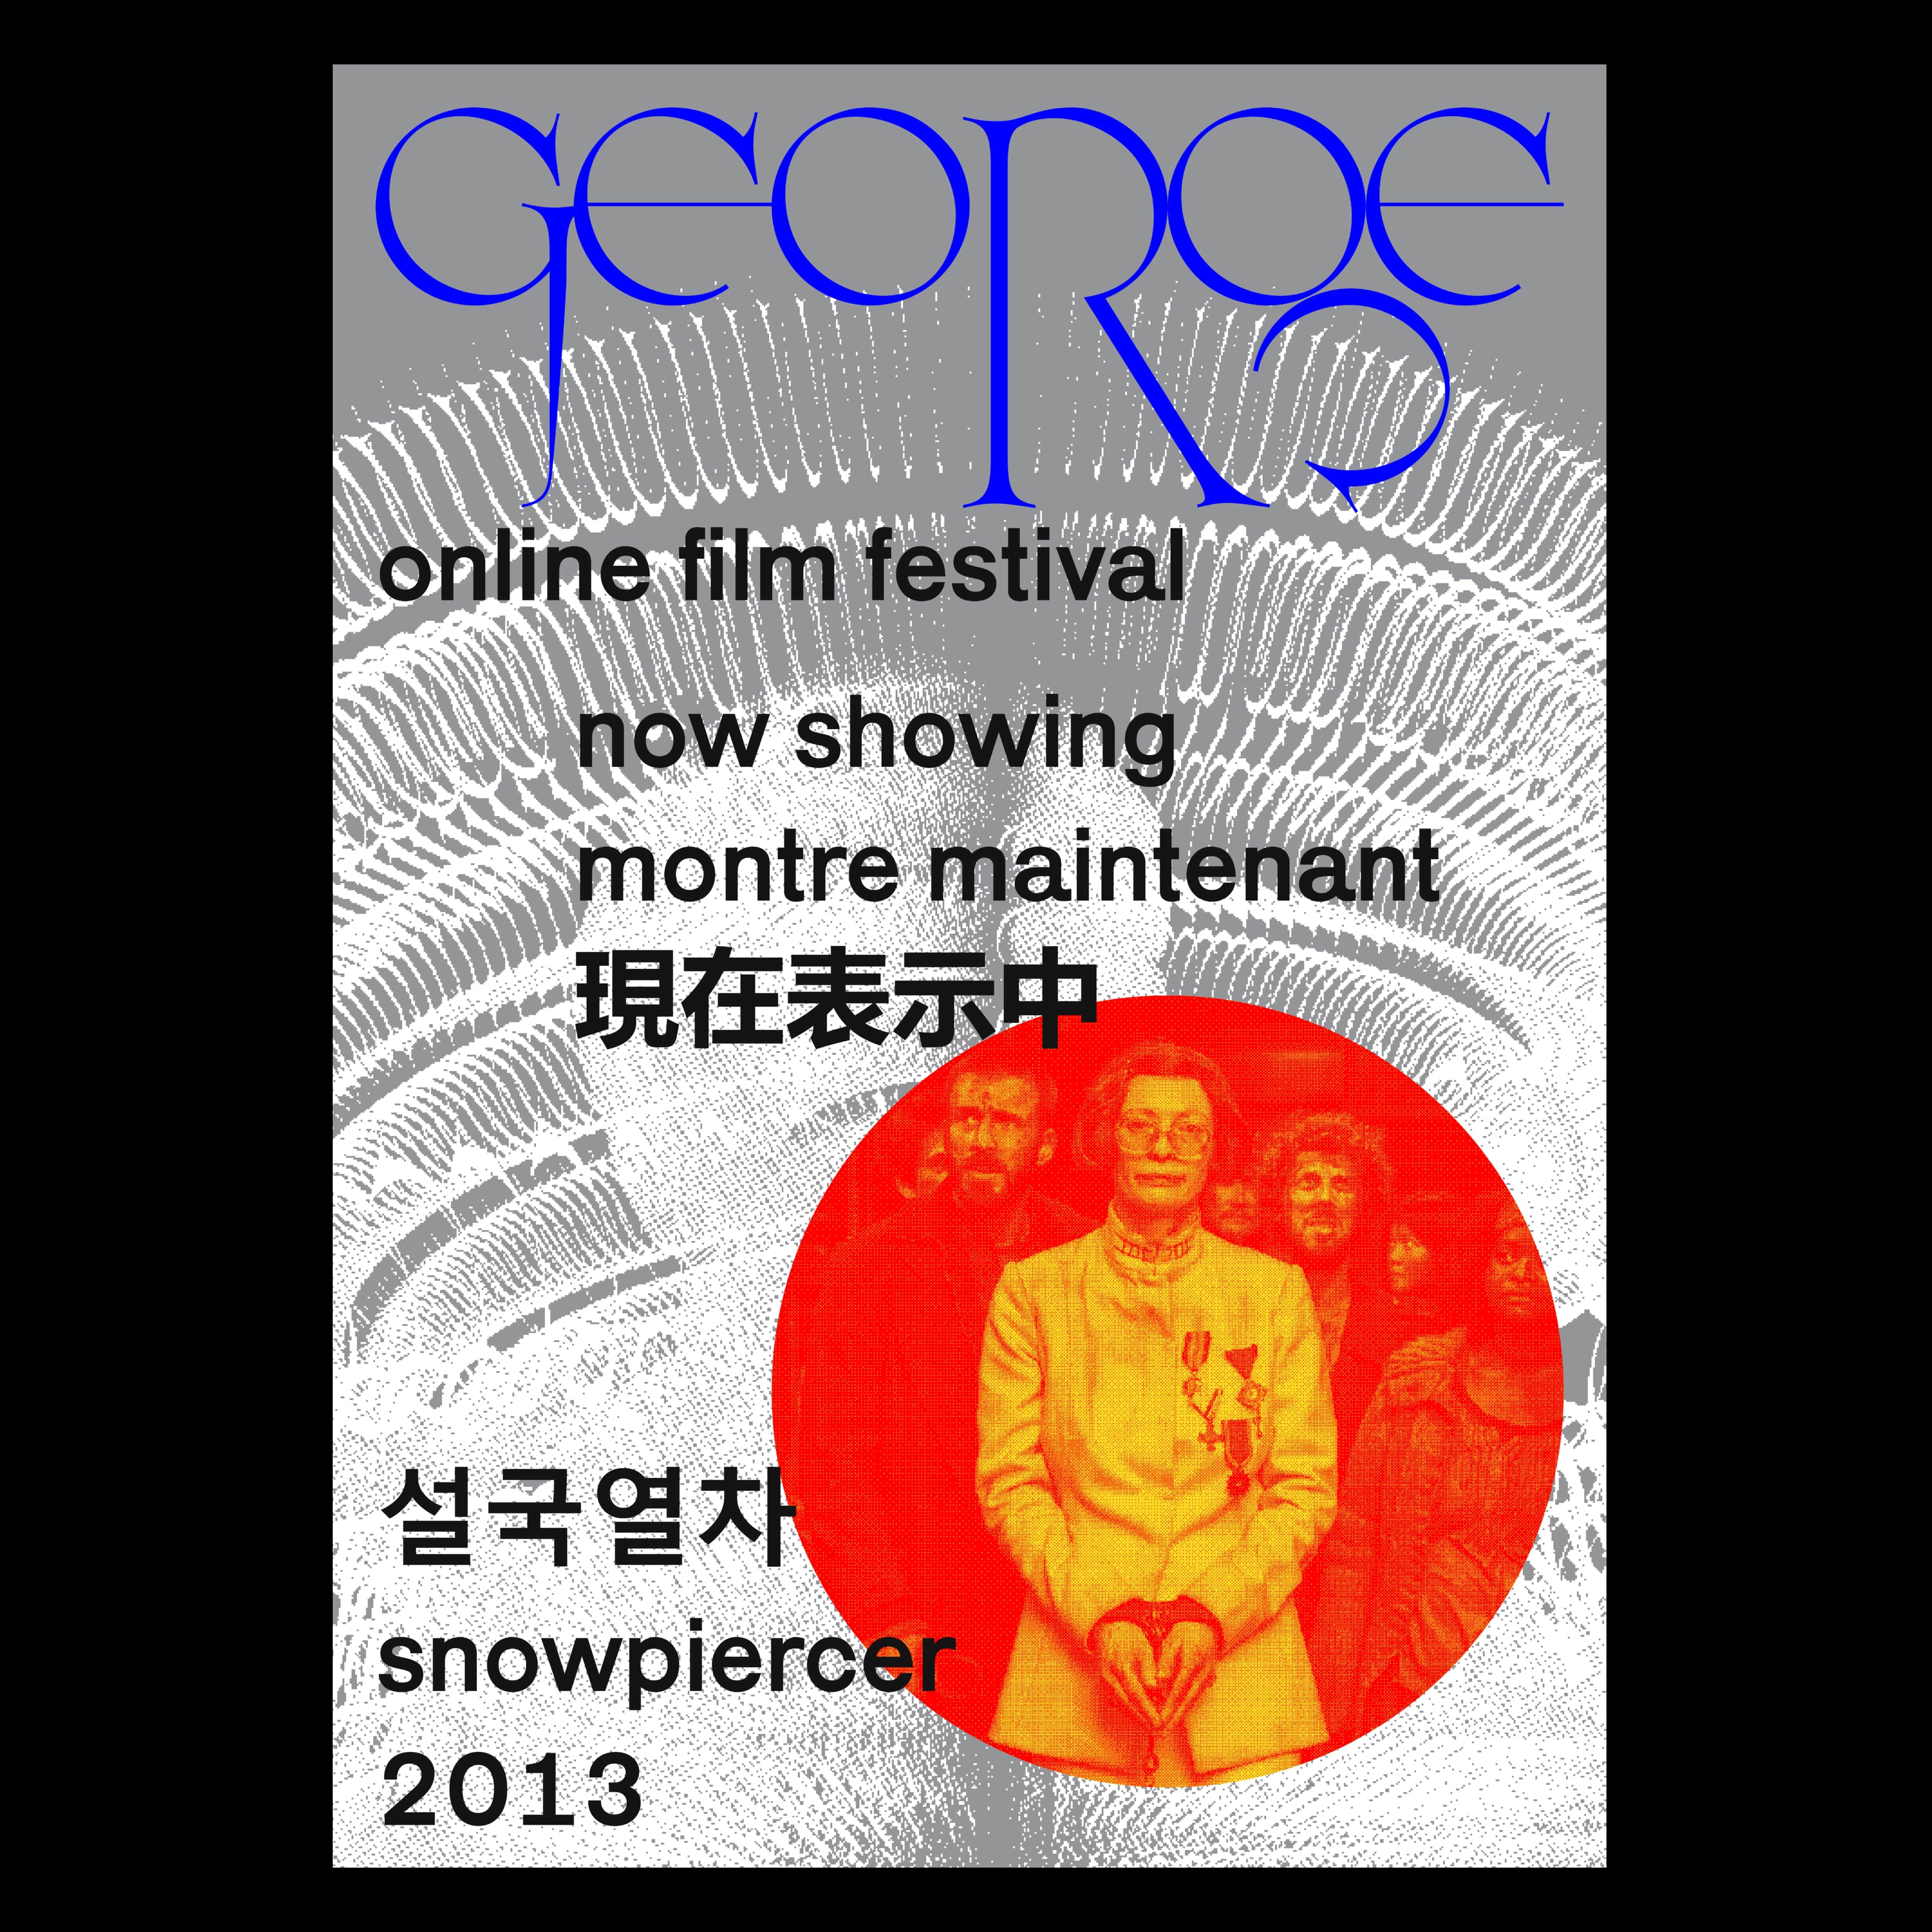 GEORGE
online film festival
now showing
montre maintenant
現在表示中
설국열차
snowpiercer
2013